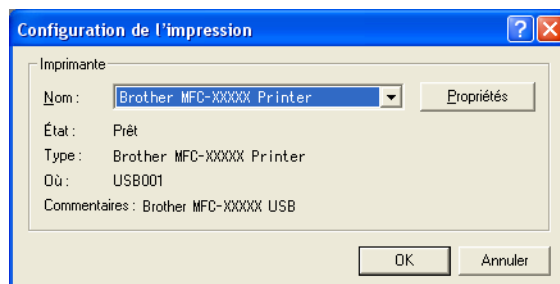 Configuration de l'impression
Imprimante
Nom : Brother MFC-XXXXX Printer Propriétés
État : Prêt
Type : Brother MFC-XXXXX Printer
Où : USB001
Commentaires : Brother MFC-XXXXX USB
OK Annuler